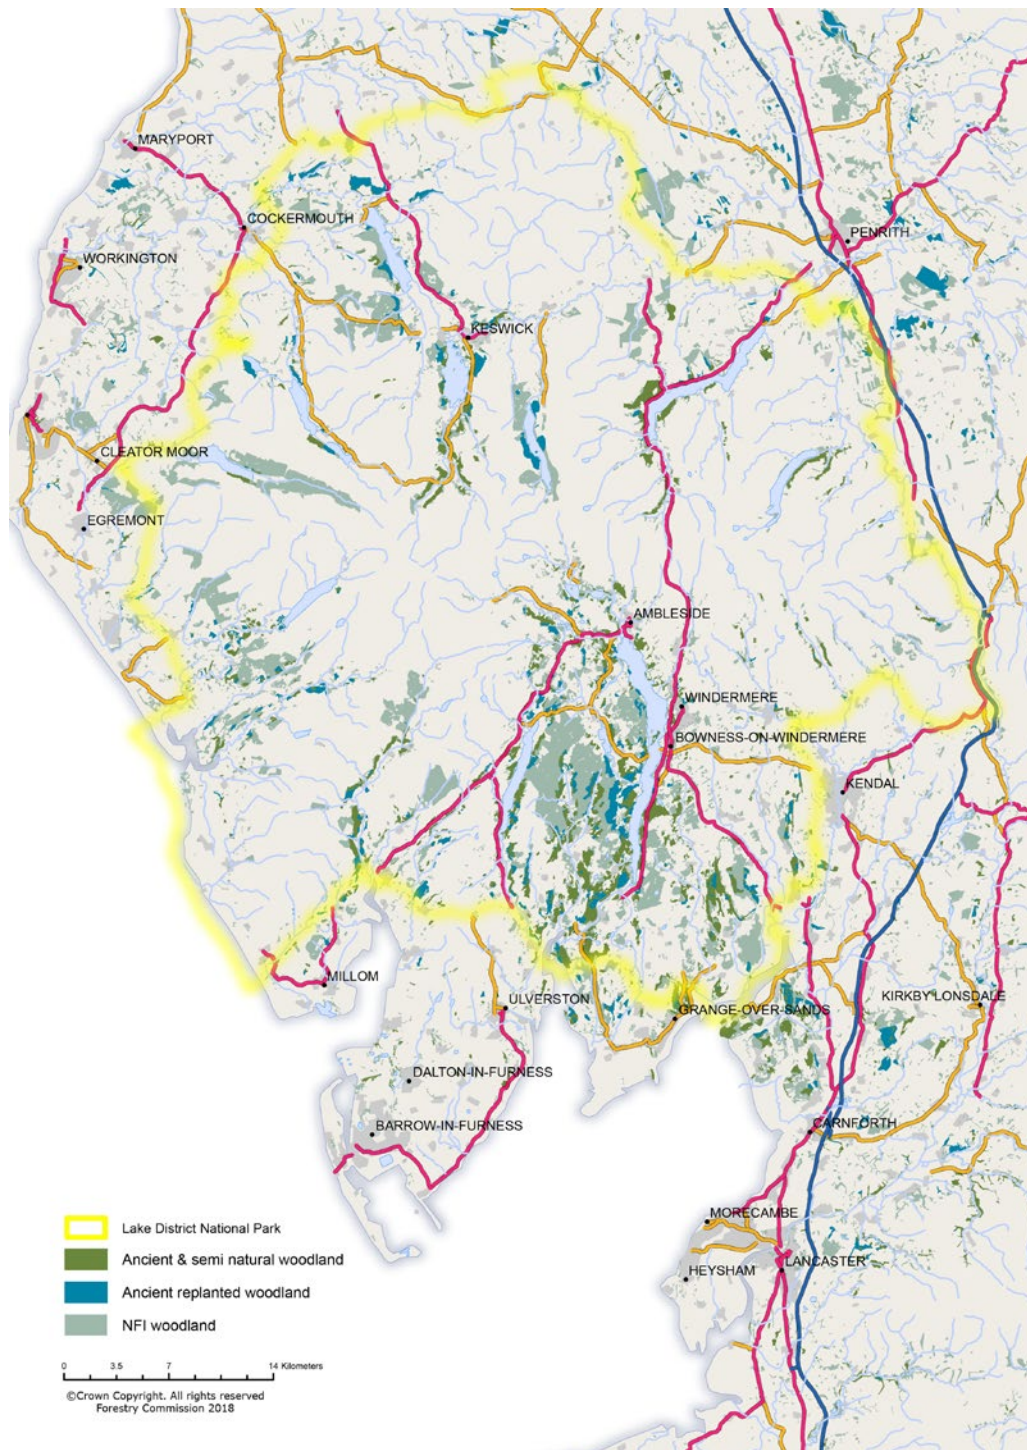 MARYPORT
COCKERMOUTH
WORKINGTON
PENRITH
KESWICK
CLEATOR MOOR
EGREMONT
AMBLESIDE
WINDERMERE
BOWNESS-ON-WINDERMERE
KENDAL
MILLOM
ULVERSTON
GRANGE-OVER-SANDS
KIRKBY LONSDALE
DALTON-IN-FURNESS
BARROW-IN-FURNESS
CARNFORTH
MORECAMBE
LANCASTER
HEYSHAM
Lake District National Park
Ancient & semi natural woodland
Ancient replanted woodland
NFI woodland
0 3.5 7 14 Kilometers
©Crown Copyright. All rights reserved
Forestry Commission 2018